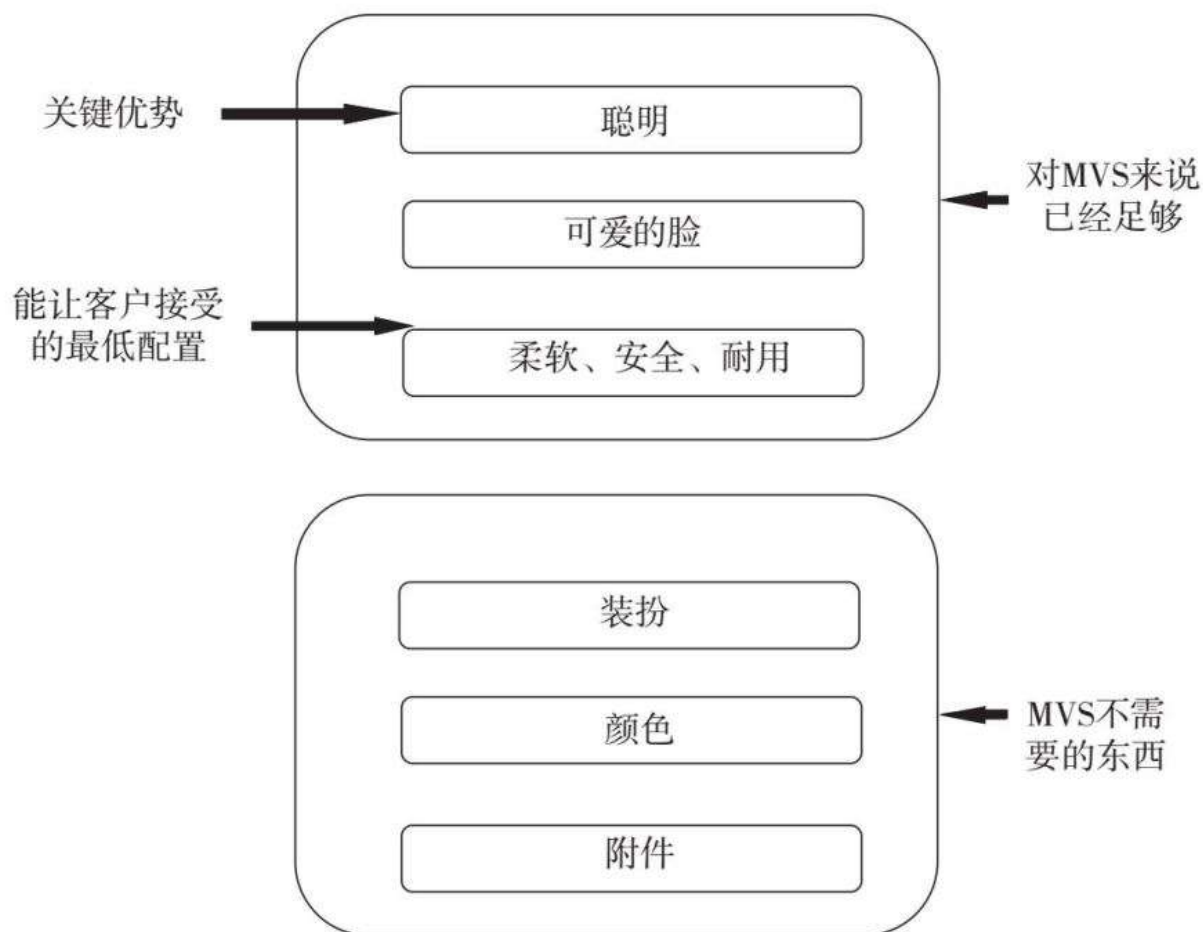 关键优势
聪明
对MVS来说
已经足够
可爱的脸
能让客户接受
的最低配置
柔软、安全、耐用
装扮
颜色
MVS不需
要的东西
附件